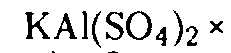 KAl(SO₄)₂ ×